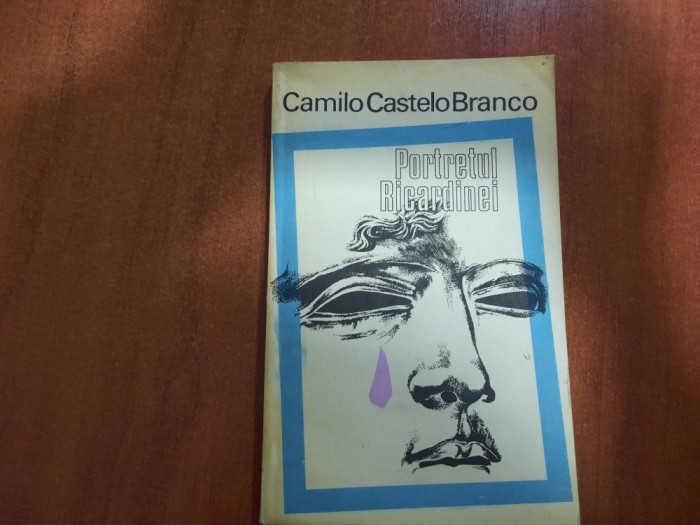 Camilo Castelo Branco
Portretul
Ricardinei